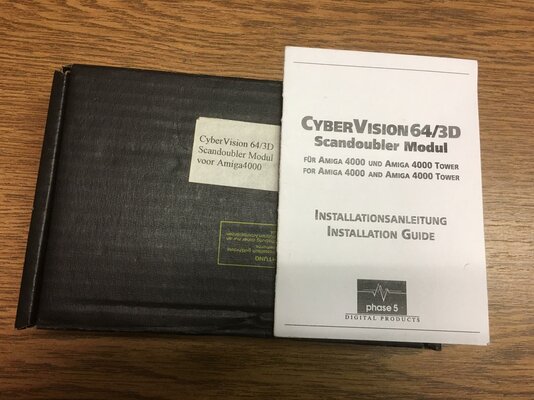 CyberVision 64/3D
Scandoubler Modul
voor Amiga4000
CYBERVISION 64/3D
Scandoubler Modul
FÜR AMIGA 4000 UND AMIGA 4000 TOWER
FOR AMIGA 4000 AND AMIGA 4000 TOWER
INSTALLATIONSANLEITUNG
INSTALLATION GUIDE
phase 5
DIGITAL PRODUCTS